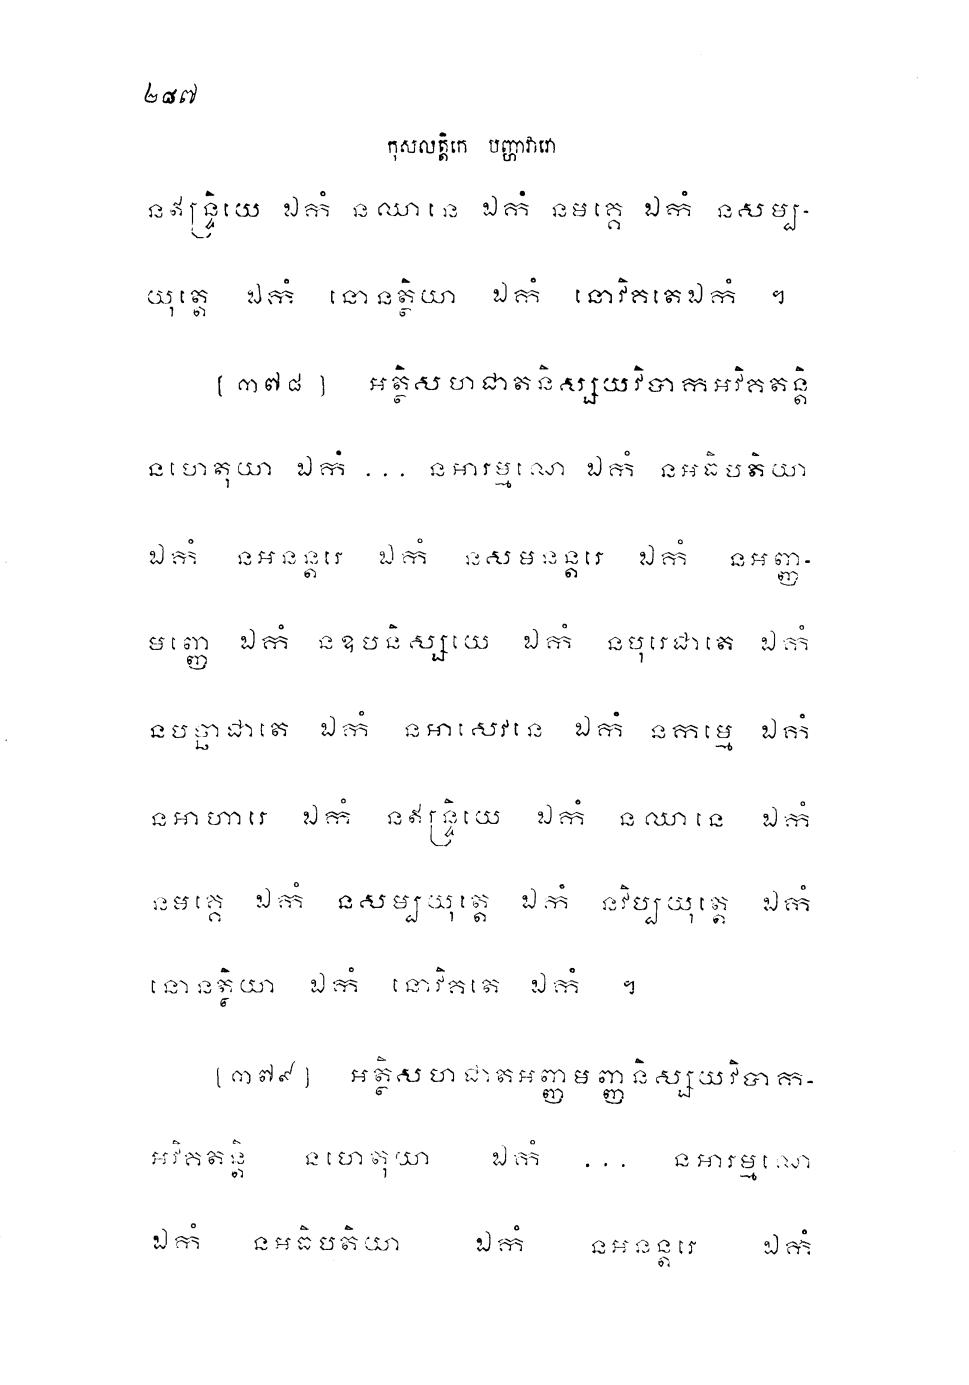 ២៨៧
កុសលត្តិកេ បញ្ហាវារោ
នឥន្ទ្រិយេ ឯកំ នឈានេ ឯកំ នមគ្គេ ឯកំ នសម្ប-
យុត្តេ ឯកំ នោនត្ថិយា ឯកំ នោវិគតេឯកំ ។
[ ៣៧៨ ] អត្ថិសហជាតនិស្សយវិបាកអវិគតន្តិ
នហេតុយា ឯកំ ... នអារម្មណេ ឯកំ នអធិបតិយា
ឯកំ នអនន្តរេ ឯកំ នសមនន្តរេ ឯកំ នអញ្ញ-
មញ្ញេ ឯកំ នឧបនិស្សយេ ឯកំ នបុរេជាតេ ឯកំ
នបច្ឆាជាតេ ឯកំ នអាសេវនេ ឯកំ នកម្មេ ឯកំ
នអាហារេ ឯកំ នឥន្ទ្រិយេ ឯកំ នឈានេ ឯកំ
នមគ្គេ ឯកំ នសម្បយុត្តេ ឯកំ នវិប្បយុត្តេ ឯកំ
នោនត្ថិយា ឯកំ នោវិគតេ ឯកំ ។
[៣៧៩] អត្ថិសហជាតអញ្ញមញ្ញនិស្សយវិបាក-
អវិគតន្តិ នហេតុយា ឯកំ ... នអារម្មណេ
ឯកំ នអធិបតិយា ឯកំ នអនន្តរេ ឯកំ